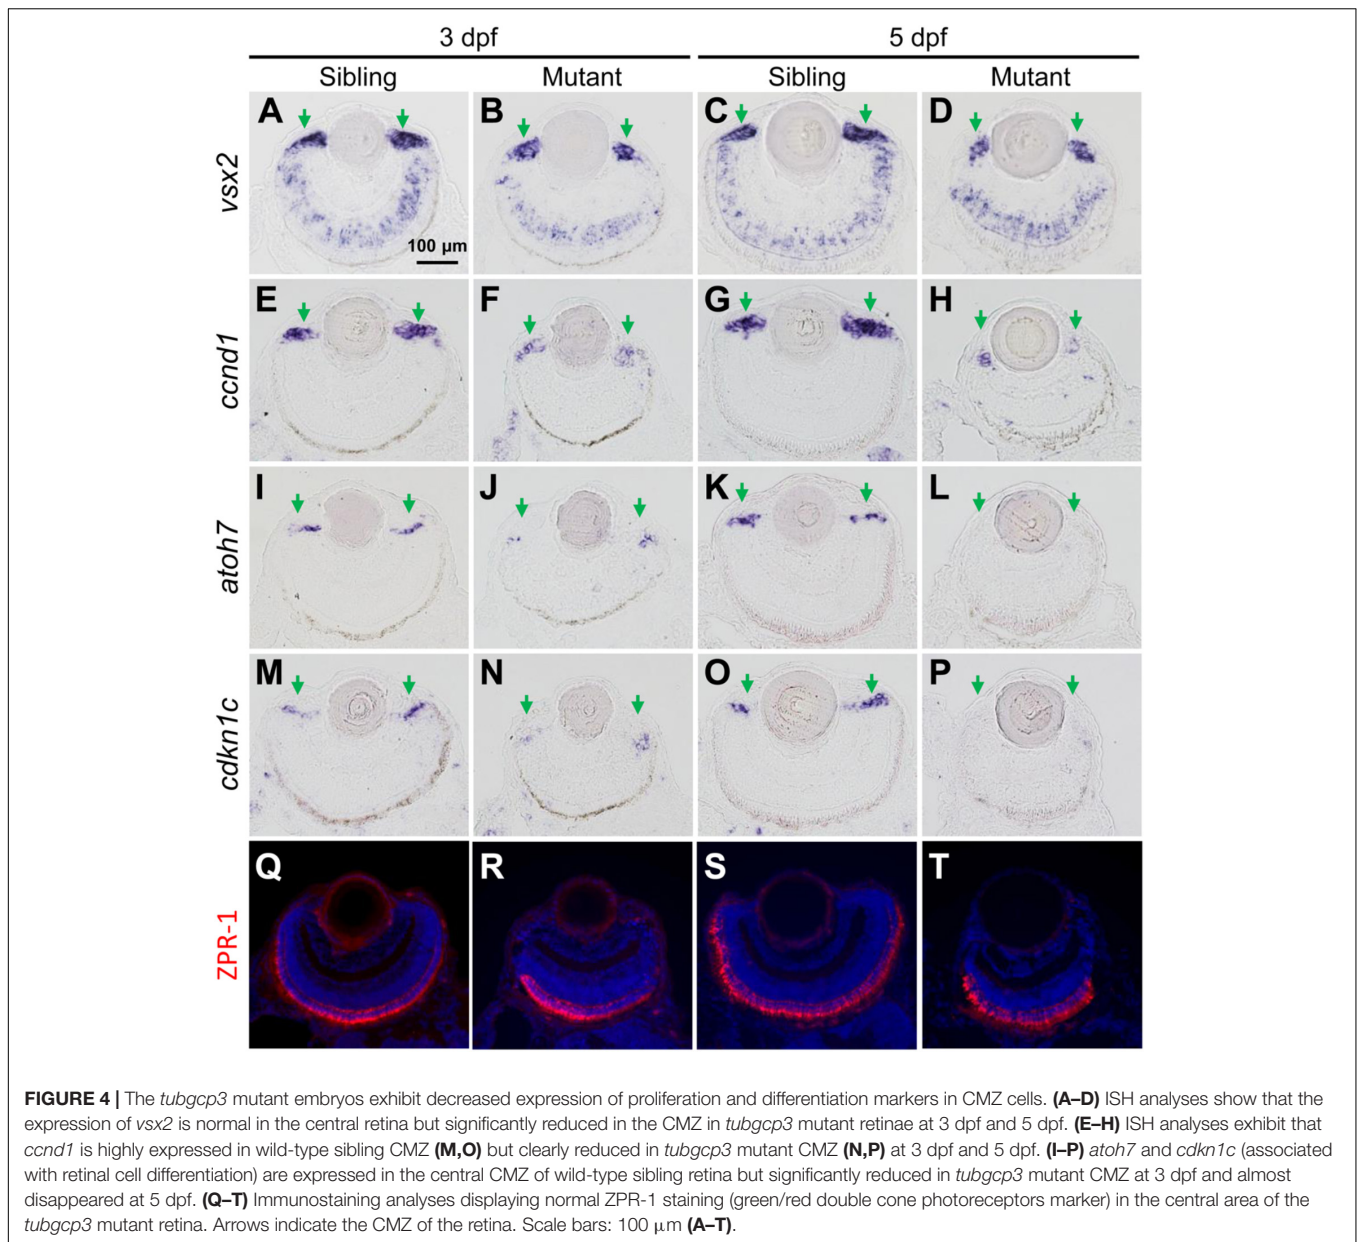 3 dpf 5 dpf
Sibling Mutant Sibling Mutant
vsx2 A B C D
100 µm
ccnd1 E F G H
atoh7 I J K L
cdkn1c M N O P
ZPR-1 Q R S T
FIGURE 4 | The tubgcp3 mutant embryos exhibit decreased expression of proliferation and differentiation markers in CMZ cells. (A–D) ISH analyses show that the
expression of vsx2 is normal in the central retina but significantly reduced in the CMZ in tubgcp3 mutant retinae at 3 dpf and 5 dpf. (E–H) ISH analyses exhibit that
ccnd1 is highly expressed in wild-type sibling CMZ (M,O) but clearly reduced in tubgcp3 mutant CMZ (N,P) at 3 dpf and 5 dpf. (I–P) atoh7 and cdkn1c (associated
with retinal cell differentiation) are expressed in the central CMZ of wild-type sibling retina but significantly reduced in tubgcp3 mutant CMZ at 3 dpf and almost
disappeared at 5 dpf. (Q–T) Immunostaining analyses displaying normal ZPR-1 staining (green/red double cone photoreceptors marker) in the central area of the
tubgcp3 mutant retina. Arrows indicate the CMZ of the retina. Scale bars: 100 µm (A–T).